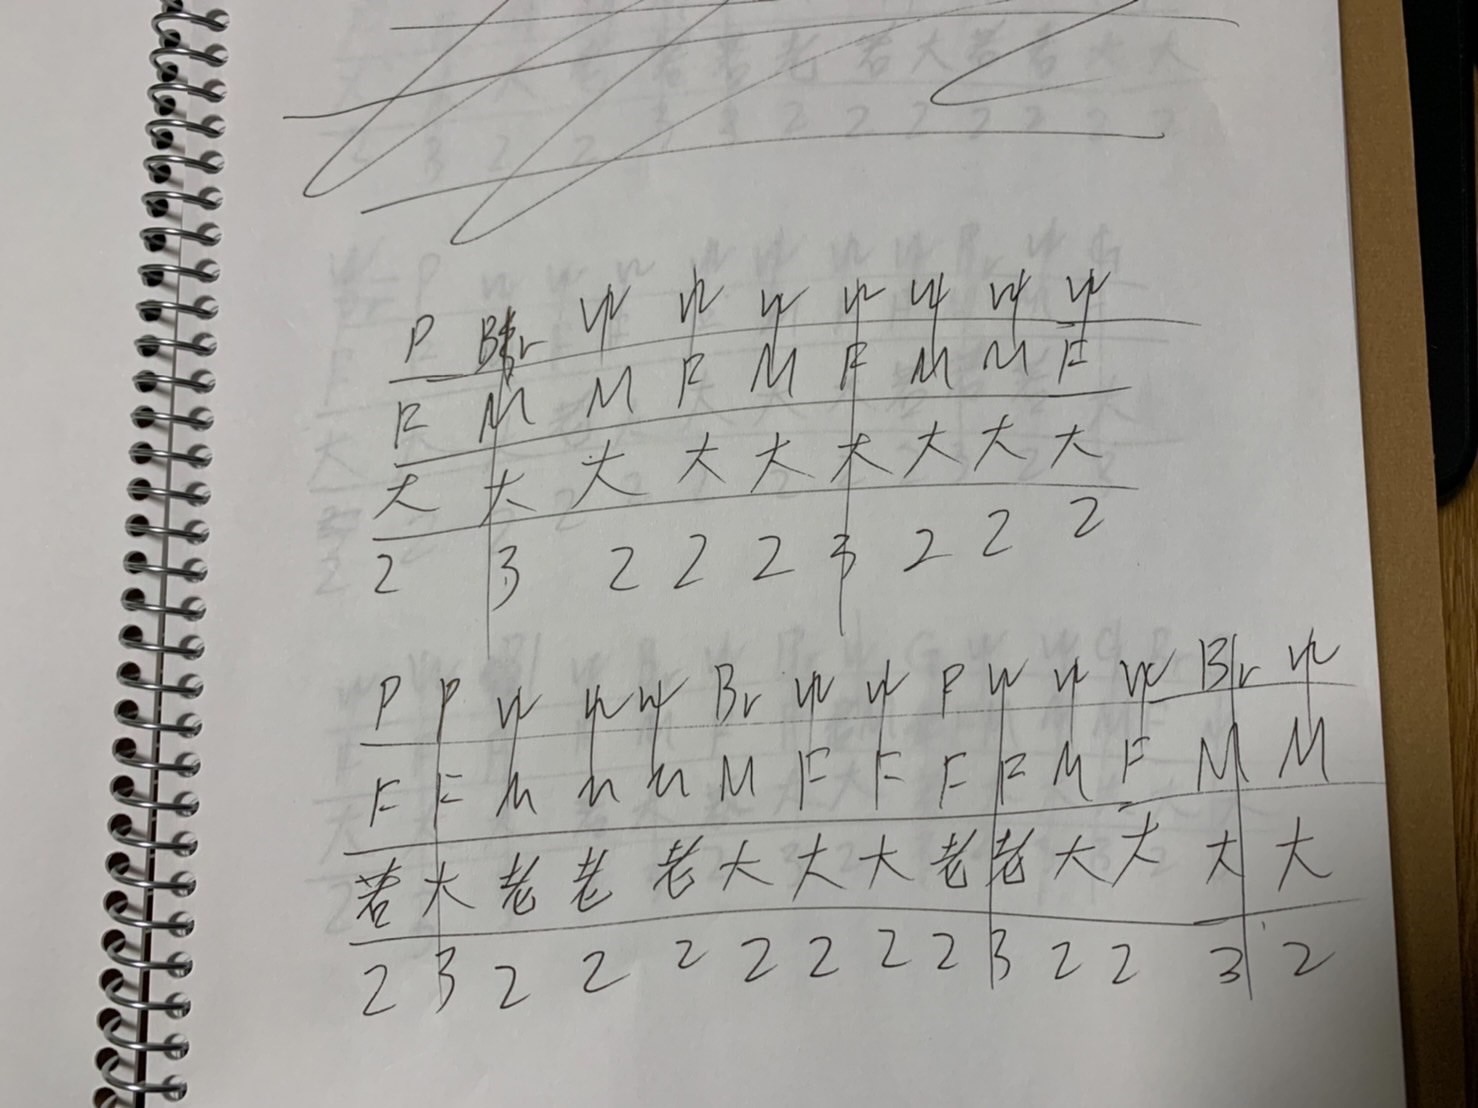 P Br ψ ψ ψ ψ ψ ψ ψ
F M M F M F M M F
大 大 大 大 大 大 大 大 大
2 3 2 2 2 3 2 2 2
P P ψ ψ ψ Br ψ ψ P ψ ψ ψ Br ψ
F F M M M M F F F F M F M M
若 大 老 老 老 大 大 大 老 老 大 大 大 大
2 3 2 2 2 2 2 2 2 3 2 2 3 2